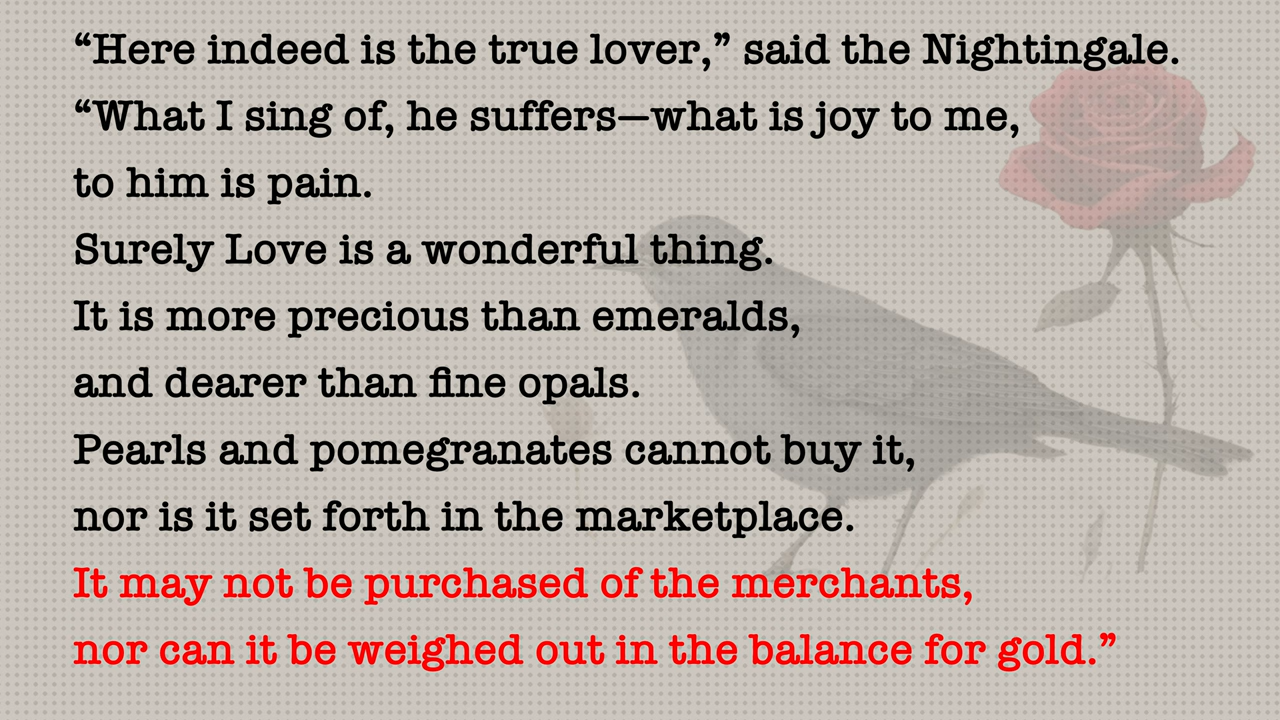 “Here indeed is the true lover,” said the Nightingale.
“What I sing of, he suffers—what is joy to me,
to him is pain.
Surely Love is a wonderful thing.
It is more precious than emeralds,
and dearer than fine opals.
Pearls and pomegranates cannot buy it,
nor is it set forth in the marketplace.
It may not be purchased of the merchants,
nor can it be weighed out in the balance for gold.”